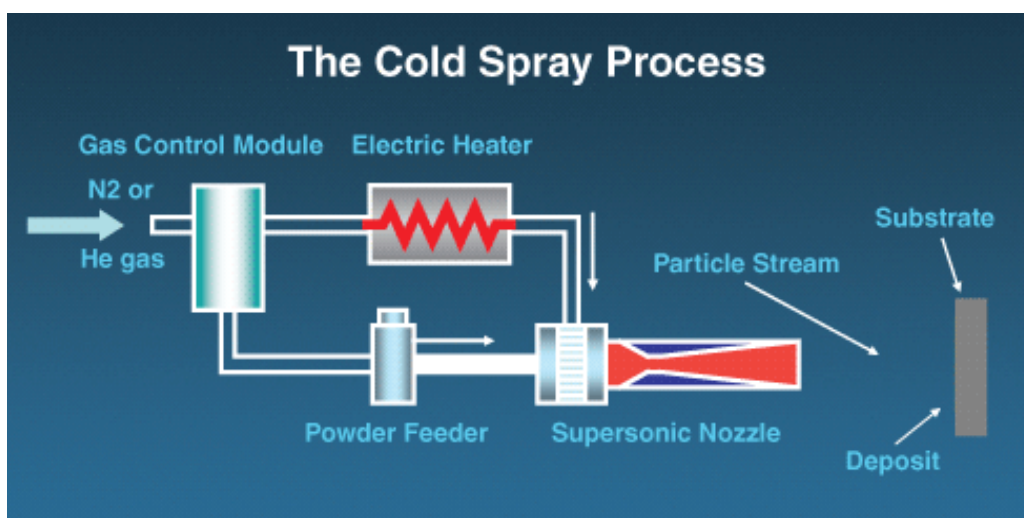 The Cold Spray Process
Gas Control Module
Electric Heater
N2 or
He gas
Substrate
Particle Stream
Powder Feeder
Supersonic Nozzle
Deposit